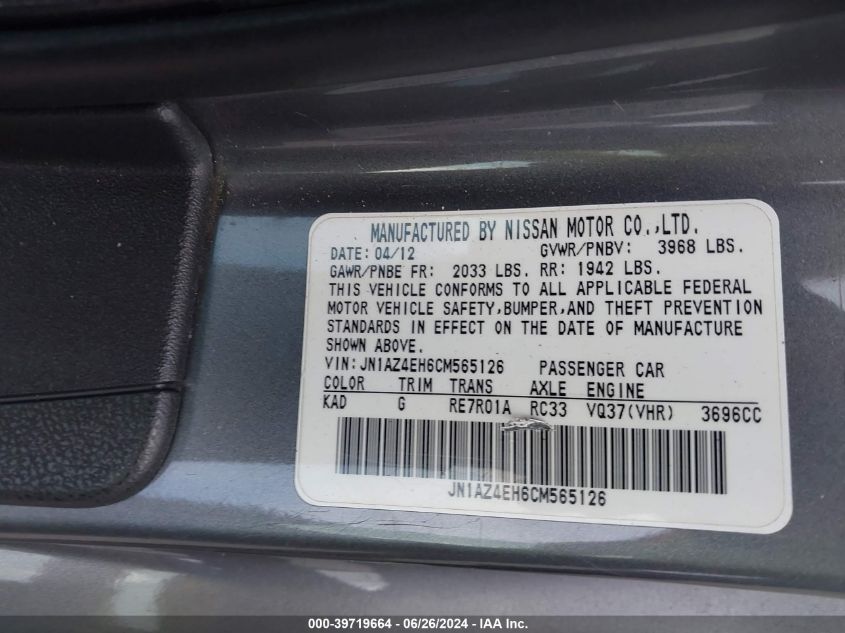 MANUFACTURED BY NISSAN MOTOR CO.,LTD.
DATE: 04/12 GVWR/PNBV: 3968 LBS.
GAWR/PNBE FR: 2033 LBS. RR: 1942 LBS.
THIS VEHICLE CONFORMS TO ALL APPLICABLE FEDERAL
MOTOR VEHICLE SAFETY,BUMPER,AND THEFT PREVENTION
STANDARDS IN EFFECT ON THE DATE OF MANUFACTURE
SHOWN ABOVE.
VIN:JN1AZ4EH6CM565126 PASSENGER CAR
COLOR TRIM TRANS AXLE ENGINE
KAD G RE7R01A RC33 VQ37(VHR) 3696CC
JN1AZ4EH6CM565126
000-39719664 - 06/26/2024 - IAAI Inc.